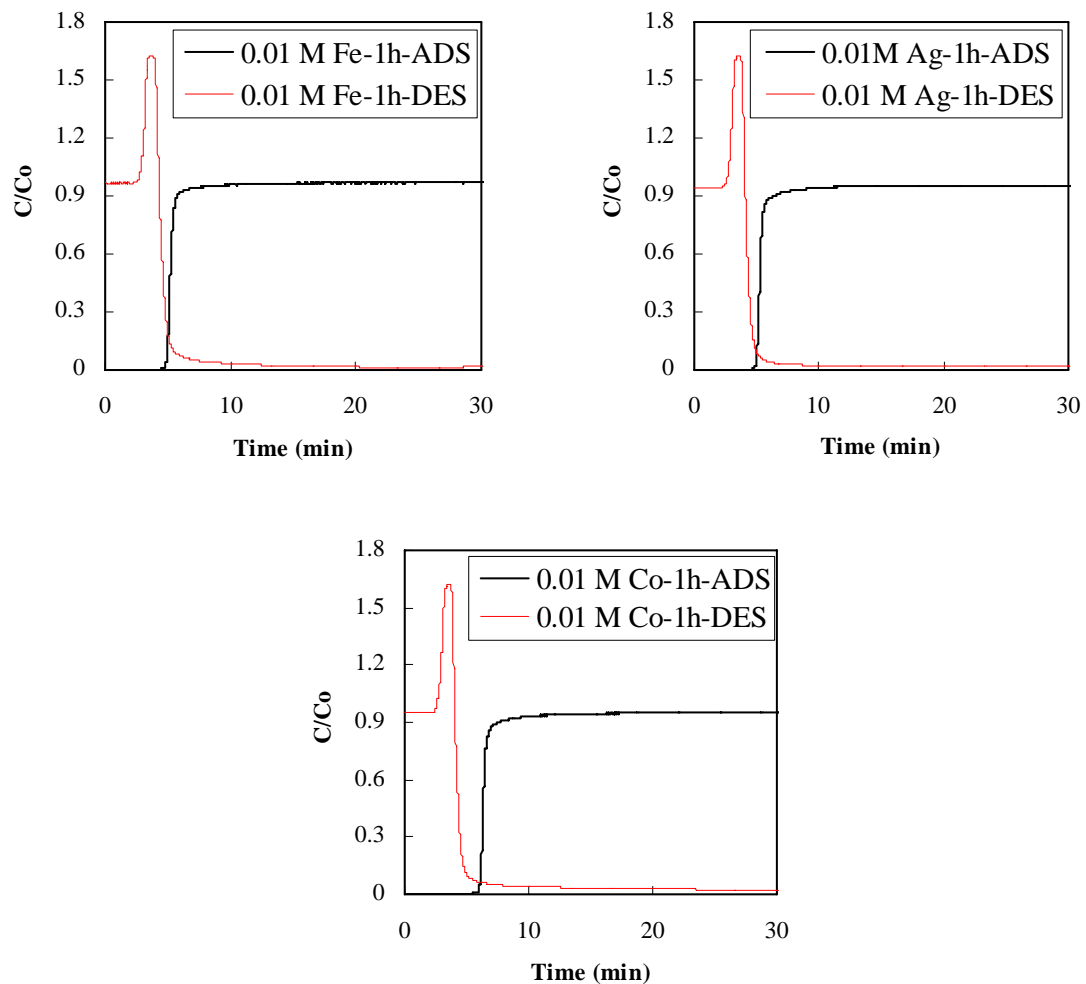 1.8
1.5
1.2
0.9
0.6
0.3
0
C/Co
0.01 M Fe-1h-ADS
0.01 M Fe-1h-DES
0 10 20 30
Time (min)
1.8
1.5
1.2
0.9
0.6
0.3
0
C/Co
0.01M Ag-1h-ADS
0.01 M Ag-1h-DES
0 10 20 30
Time (min)
1.8
1.5
1.2
0.9
0.6
0.3
0
C/Co
0.01 M Co-1h-ADS
0.01 M Co-1h-DES
0 10 20 30
Time (min)